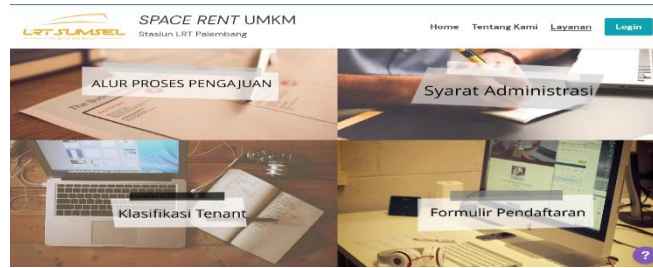 LRT SUMSEL
SPACE RENT UMKM
Stasiun LRT Palembang
Home Tentang Kami Layanan Login
ALUR PROSES PENGAJUAN
Syarat Administrasi
Klasifikasi Tenant
Formulir Pendaftaran
?